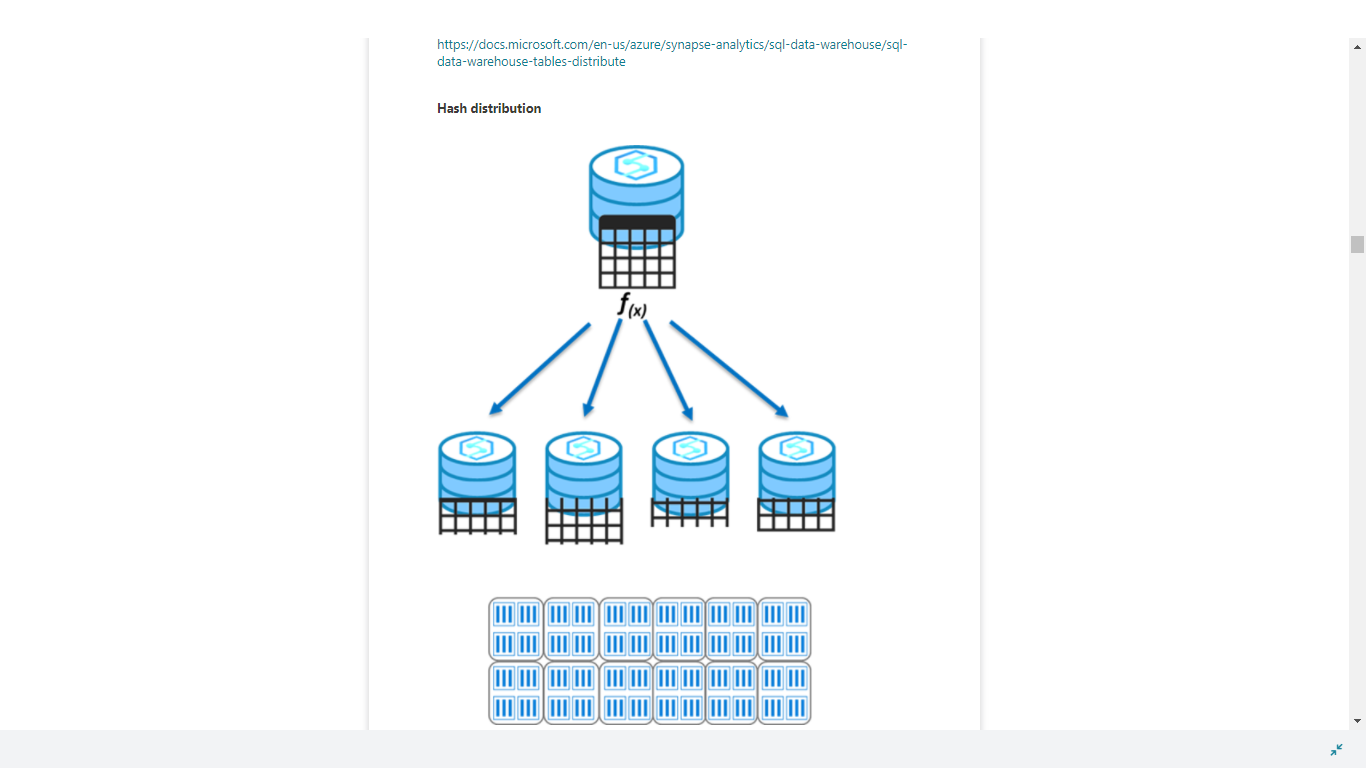 https://docs.microsoft.com/en-us/azure/synapse-analytics/sql-data-warehouse/sql-
data-warehouse-tables-distribute
Hash distribution
f(x)